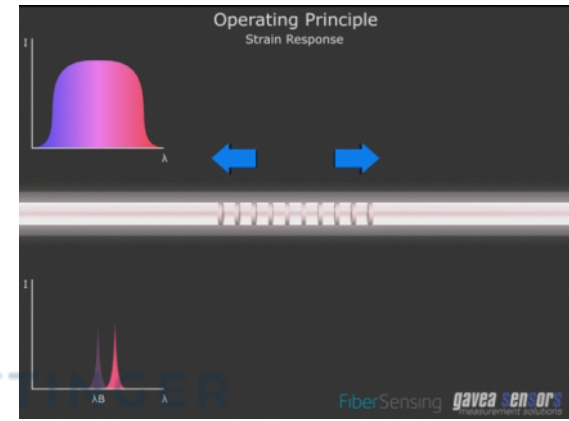 Operating Principle
Strain Response
I
λ
I
λB
λ
FiberSensing
gavea sensors
measurement solutions